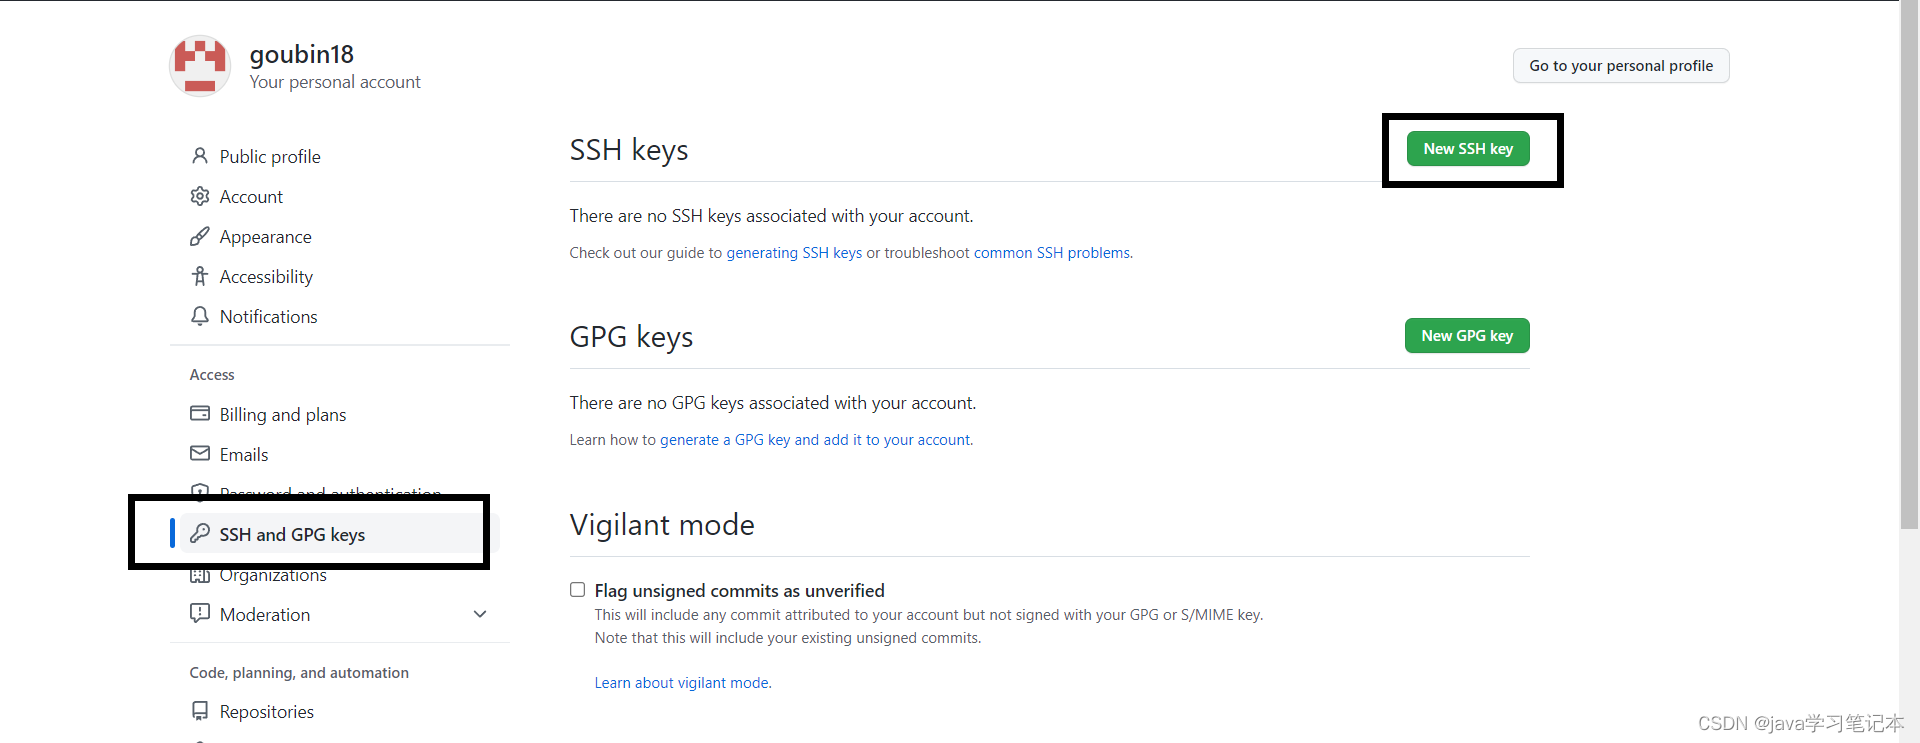 goubin18
Your personal account
Go to your personal profile
Public profile
Account
Appearance
Accessibility
Notifications
Access
Billing and plans
Emails
Password and authentication
SSH and GPG keys
Organizations
Moderation
Code, planning, and automation
Repositories
SSH keys
New SSH key
There are no SSH keys associated with your account.
Check out our guide to generating SSH keys or troubleshoot common SSH problems.
GPG keys
New GPG key
There are no GPG keys associated with your account.
Learn how to generate a GPG key and add it to your account.
Vigilant mode
Flag unsigned commits as unverified
This will include any commit attributed to your account but not signed with your GPG or S/MIME key.
Note that this will include your existing unsigned commits.
Learn about vigilant mode.
CSDN @java学习笔记本